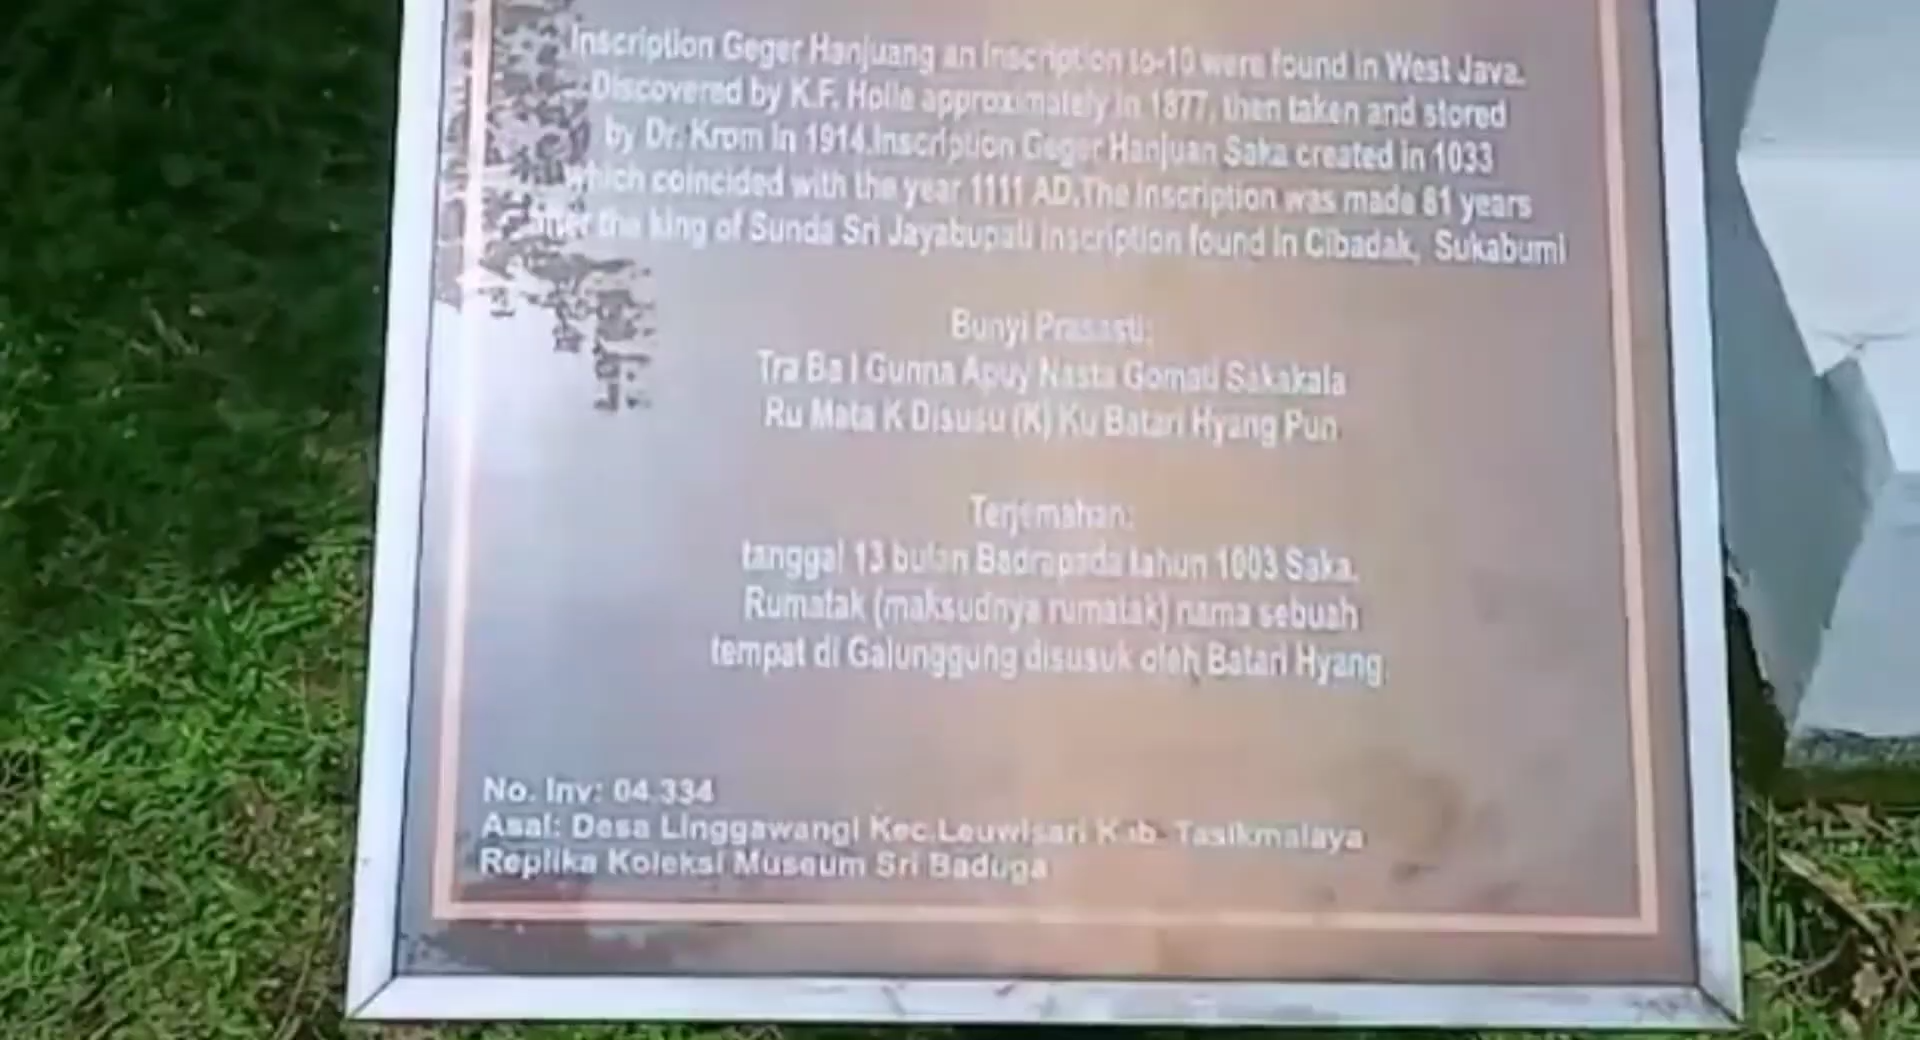 Inscription Geger Hanjuang an inscription to-10 were found in West Java.
Discovered by K.F. Holle approximately in 1877, then taken and stored
by Dr. Krom in 1914.Inscription Geger Hanjuan Saka created in 1033
which coincided with the year 1111 AD.The inscription was made 81 years
after the king of Sunda Sri Jayabupati inscription found in Cibadak, Sukabumi
Bunyi Prasasti:
Tra Ba I Gunna Apuy Nasta Gomati Sakakala
Ru Mata K Disusu (K) Ku Batari Hyang Pun
Terjemahan:
tanggal 13 bulan Badrapada tahun 1003 Saka.
Rumatak (maksudnya rumatak) nama sebuah
tempat di Galunggung disusuk oleh Batari Hyang
No. Inv: 04.334
Asal: Desa Linggawangi Kec.Leuwisari Kab. Tasikmalaya
Replika Koleksi Museum Sri Baduga